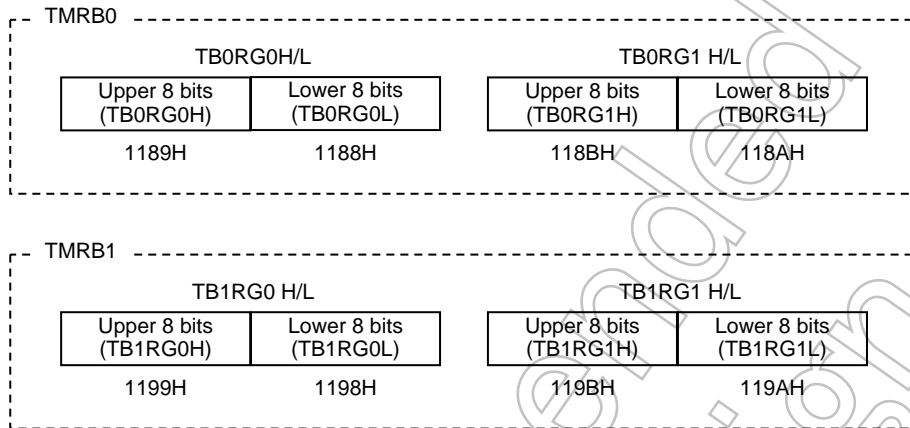 TMRB0
TB0RG0H/L TB0RG1 H/L
Upper 8 bits Lower 8 bits Upper 8 bits Lower 8 bits
(TB0RG0H) (TB0RG0L) (TB0RG1H) (TB0RG1L)
1189H 1188H 118BH 118AH
TMRB1
TB1RG0 H/L TB1RG1 H/L
Upper 8 bits Lower 8 bits Upper 8 bits Lower 8 bits
(TB1RG0H) (TB1RG0L) (TB1RG1H) (TB1RG1L)
1199H 1198H 119BH 119AH